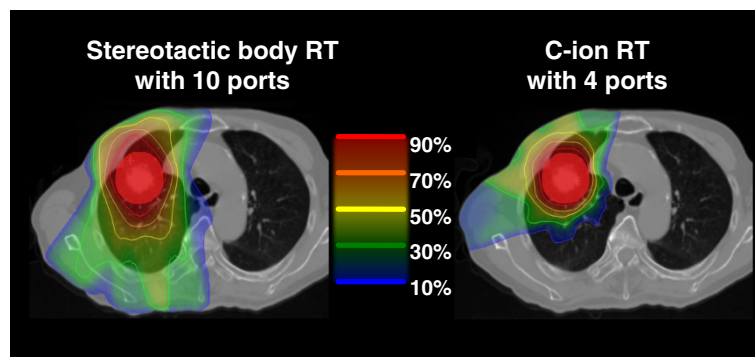 Stereotactic body RT
with 10 ports
C-ion RT
with 4 ports
90%
70%
50%
30%
10%